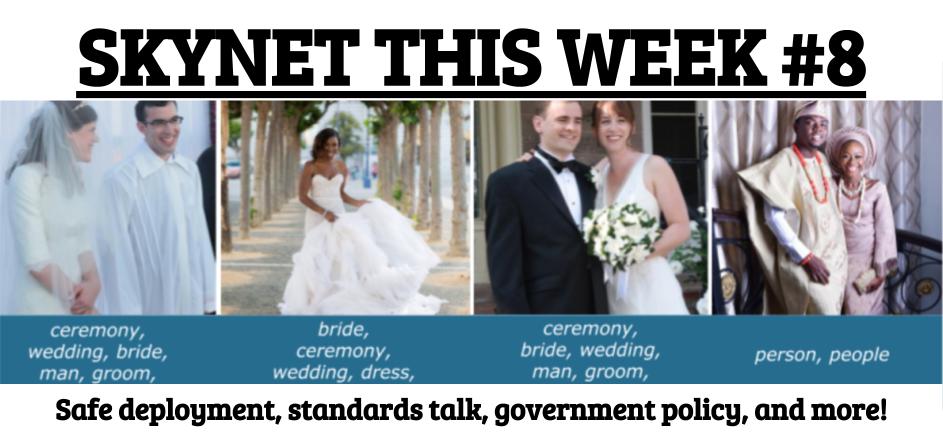 SKYNET THIS WEEK #8
ceremony,
wedding, bride,
man, groom,
bride,
ceremony,
wedding, dress,
ceremony,
bride, wedding,
man, groom,
person, people
Safe deployment, standards talk, government policy, and more!